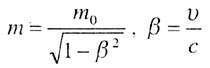 m = m₀ / √(1 − β²) , β = υ / c